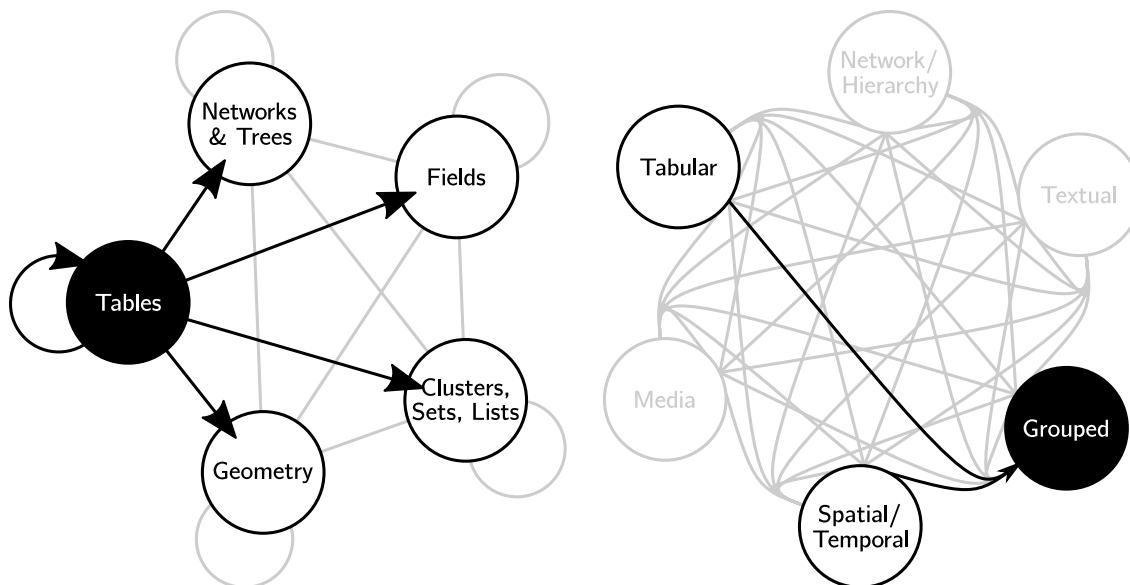 Networks
& Trees
Fields
Tables
Clusters,
Sets, Lists
Geometry
Network/
Hierarchy
Tabular
Textual
Media
Grouped
Spatial/
Temporal